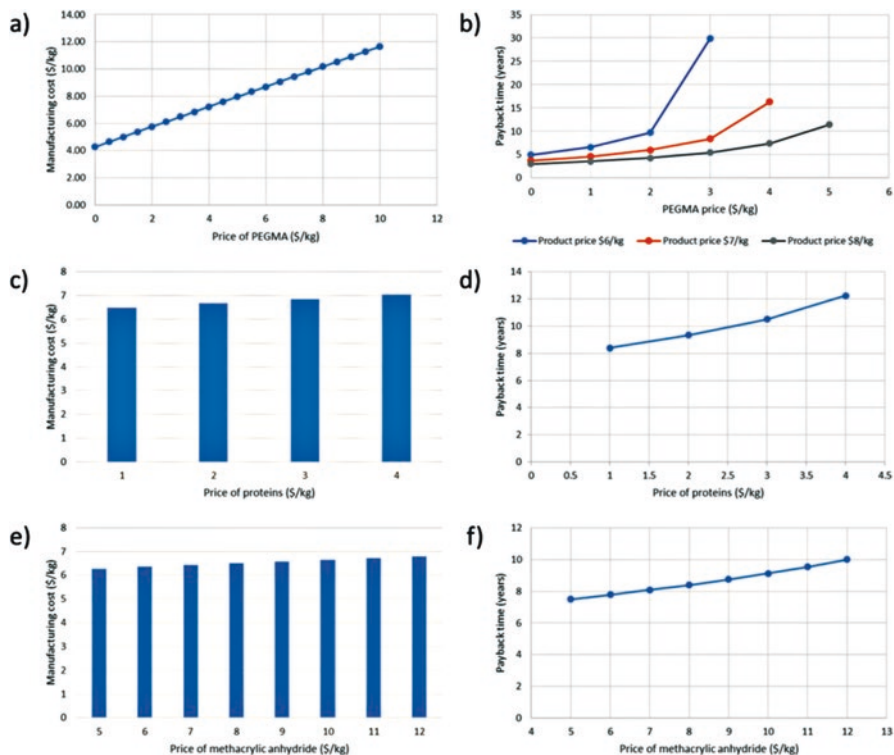 a)
Manufacturing cost ($/kg)
14.00
12.00
10.00
8.00
6.00
4.00
2.00
0.00
0 2 4 6 8 10 12
Price of PEGMA ($/kg)
b)
Payback time (years)
35
30
25
20
15
10
5
0
0 1 2 3 4 5 6
PEGMA price ($/kg)
Product price $6/kg Product price $7/kg Product price $8/kg
c)
Manufacturing cost ($/kg)
8
7
6
5
4
3
2
1
0
1 2 3 4
Price of proteins ($/kg)
d)
Payback time (years)
14
12
10
8
6
4
2
0
0 0.5 1 1.5 2 2.5 3 3.5 4 4.5
Price of proteins ($/kg)
e)
Manufacturing cost ($/kg)
8
7
6
5
4
3
2
1
0
5 6 7 8 9 10 11 12
Price of methacrylic anhydride ($/kg)
f)
Payback time (years)
12
10
8
6
4
2
0
4 5 6 7 8 9 10 11 12 13
Price of methacrylic anhydride ($/kg)